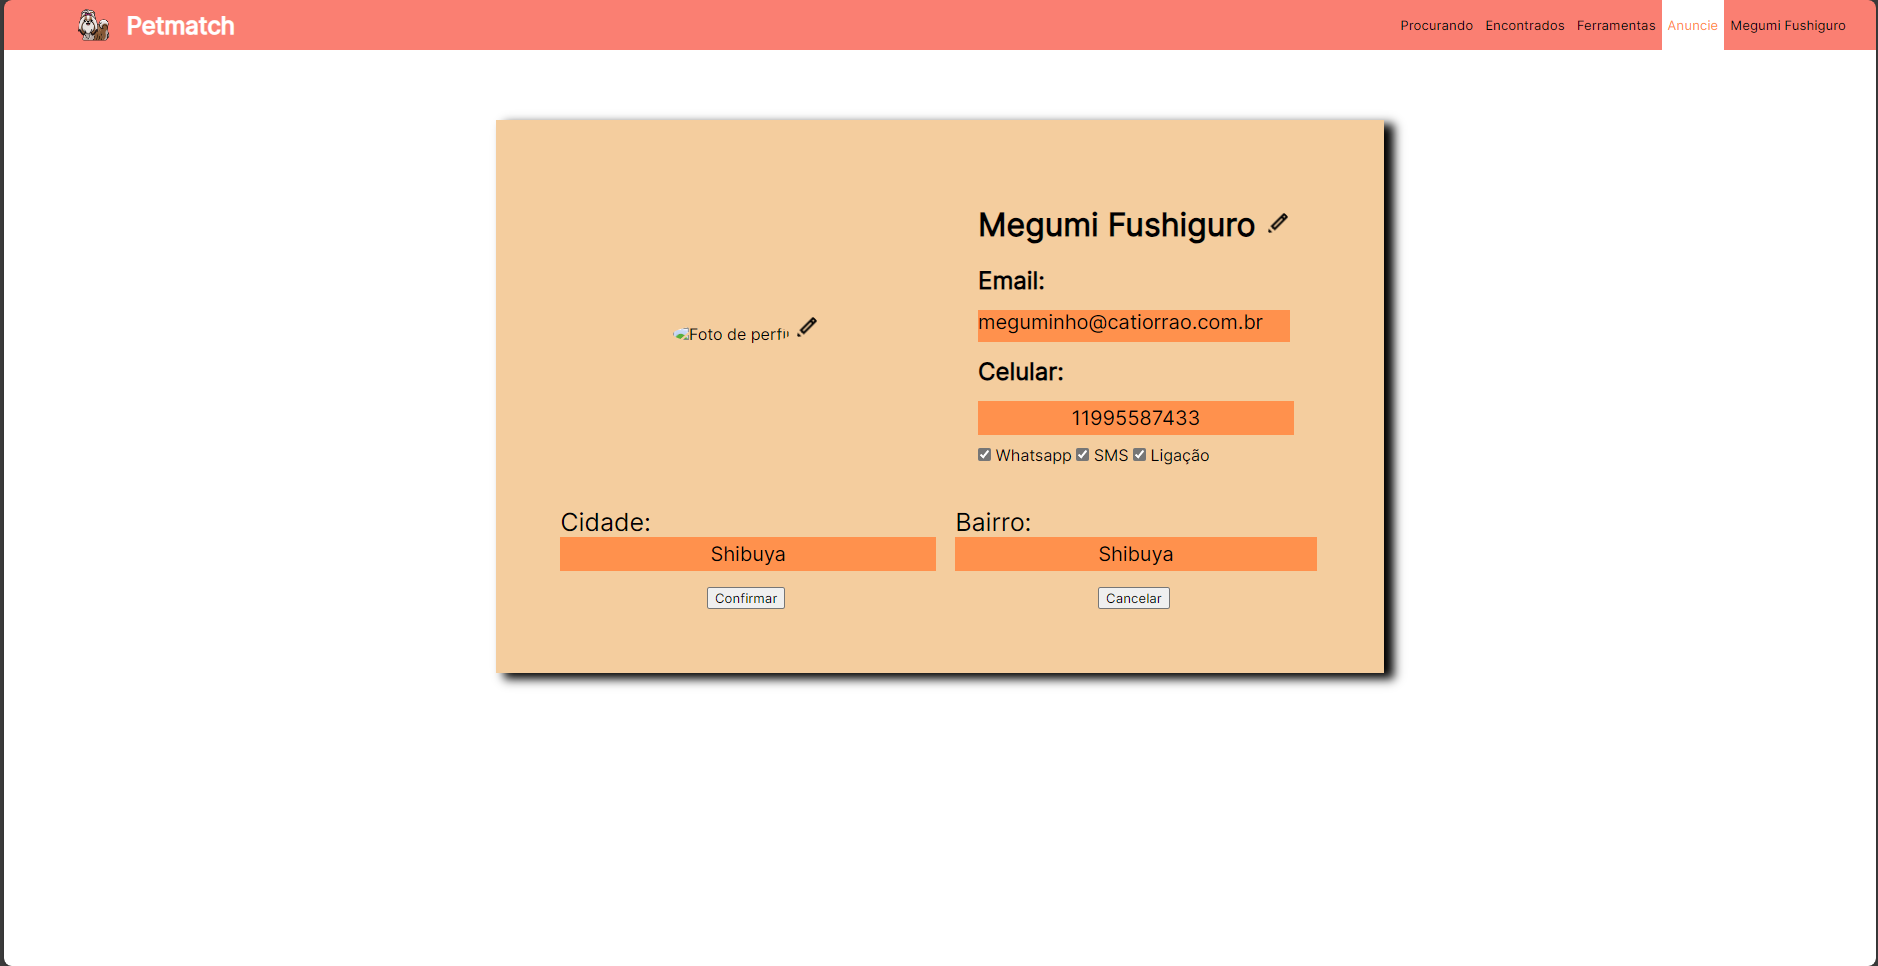 Petmatch
Procurando Encontrados Ferramentas Anuncie Megumi Fushiguro
Megumi Fushiguro
Email:
meguminho@catiorrao.com.br
Foto de perfil
Celular:
11995587433
Whatsapp SMS Ligação
Cidade: Bairro:
Shibuya Shibuya
Confirmar Cancelar